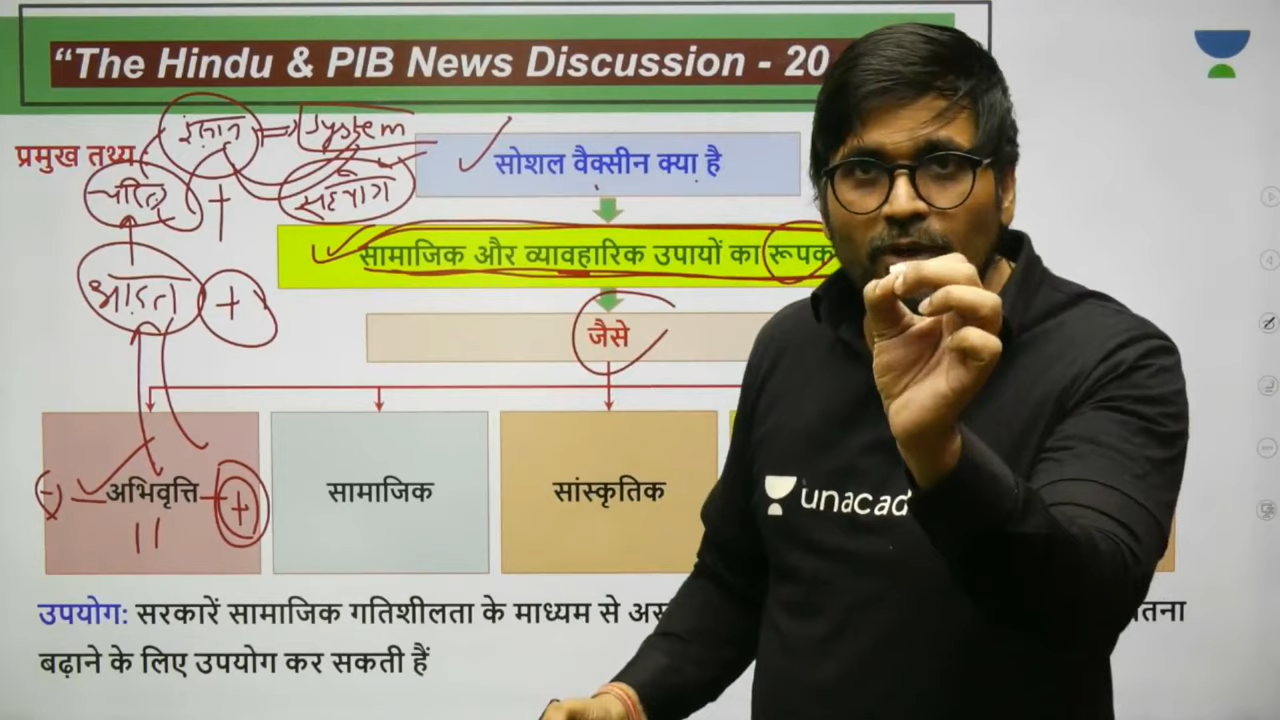 “The Hindu & PIB News Discussion - 20
इंसान => System
प्रमुख तथ्य
सोशल वैक्सीन क्या है
चरित्र + सहयोग
सामाजिक और व्यावहारिक उपायों का रूपक
आदत +
जैसे
(-) अभिवृत्ति +
सामाजिक
सांस्कृतिक
unacad
उपयोग: सरकारें सामाजिक गतिशीलता के माध्यम से
बढ़ाने के लिए उपयोग कर सकती हैं